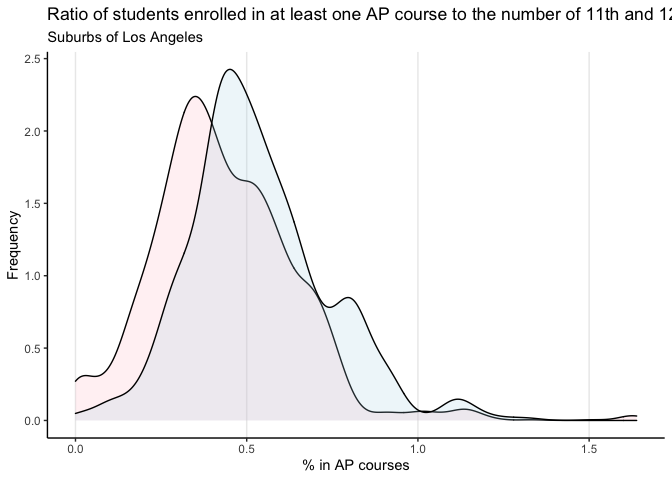 Ratio of students enrolled in at least one AP course to the number of 11th and 12
Suburbs of Los Angeles
2.5
2.0
1.5
1.0
0.5
0.0
Frequency
0.0 0.5 1.0 1.5
% in AP courses